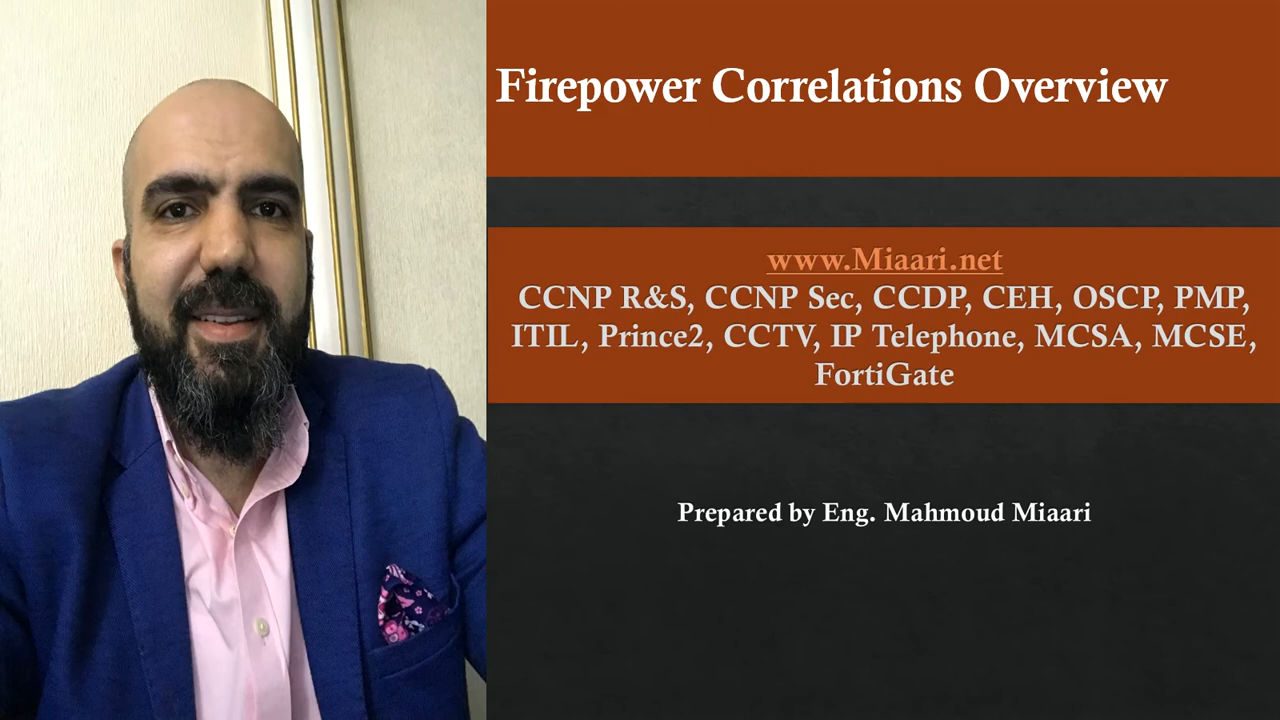 Firepower Correlations Overview
www.Miaari.net
CCNP R&S, CCNP Sec, CCDP, CEH, OSCP, PMP,
ITIL, Prince2, CCTV, IP Telephone, MCSA, MCSE,
FortiGate
Prepared by Eng. Mahmoud Miaari